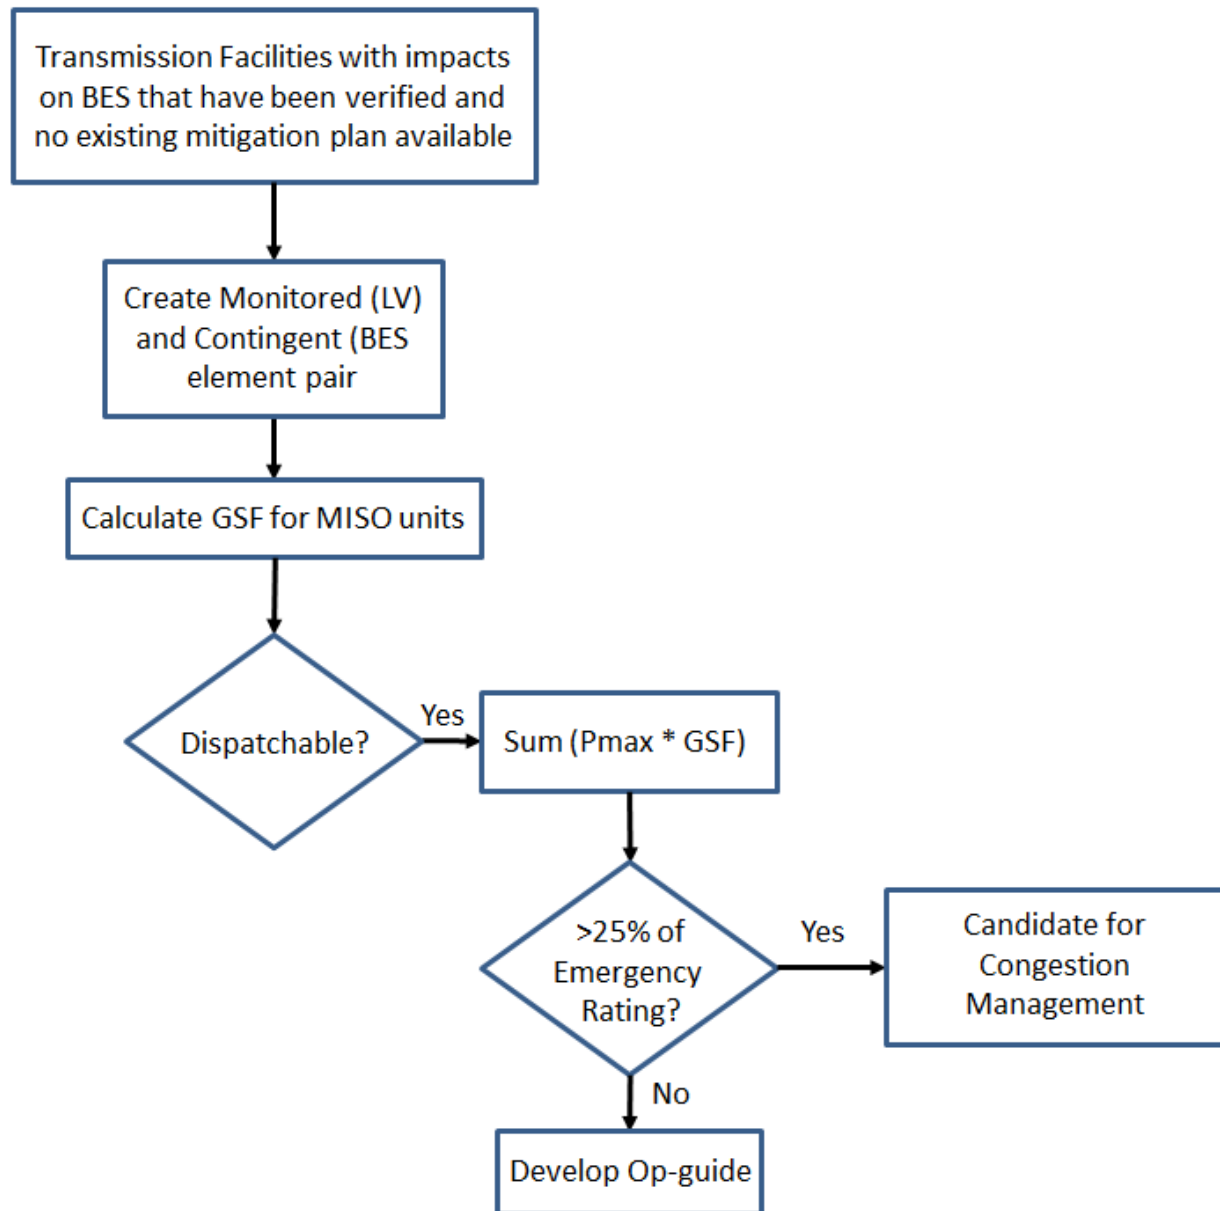 Transmission Facilities with impacts
on BES that have been verified and
no existing mitigation plan available
Create Monitored (LV)
and Contingent (BES
element pair
Calculate GSF for MISO units
Dispatchable?
Yes
Sum (Pmax * GSF)
>25% of
Emergency
Rating?
Yes
Candidate for
Congestion
Management
No
Develop Op-guide